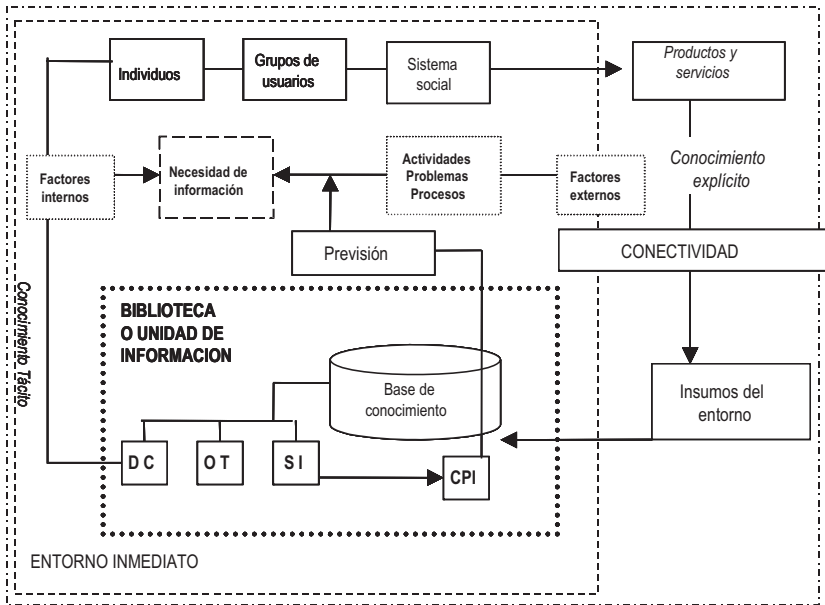 Individuos
Grupos de
usuarios
Sistema
social
Productos y
servicios
Factores
internos
Necesidad de
información
Actividades
Problemas
Procesos
Factores
externos
Conocimiento
explícito
Previsión
CONECTIVIDAD
Conocimiento Tácito
BIBLIOTECA
O UNIDAD DE
INFORMACION
Base de
conocimiento
Insumos del
entorno
D C
O T
S I
CPI
ENTORNO INMEDIATO